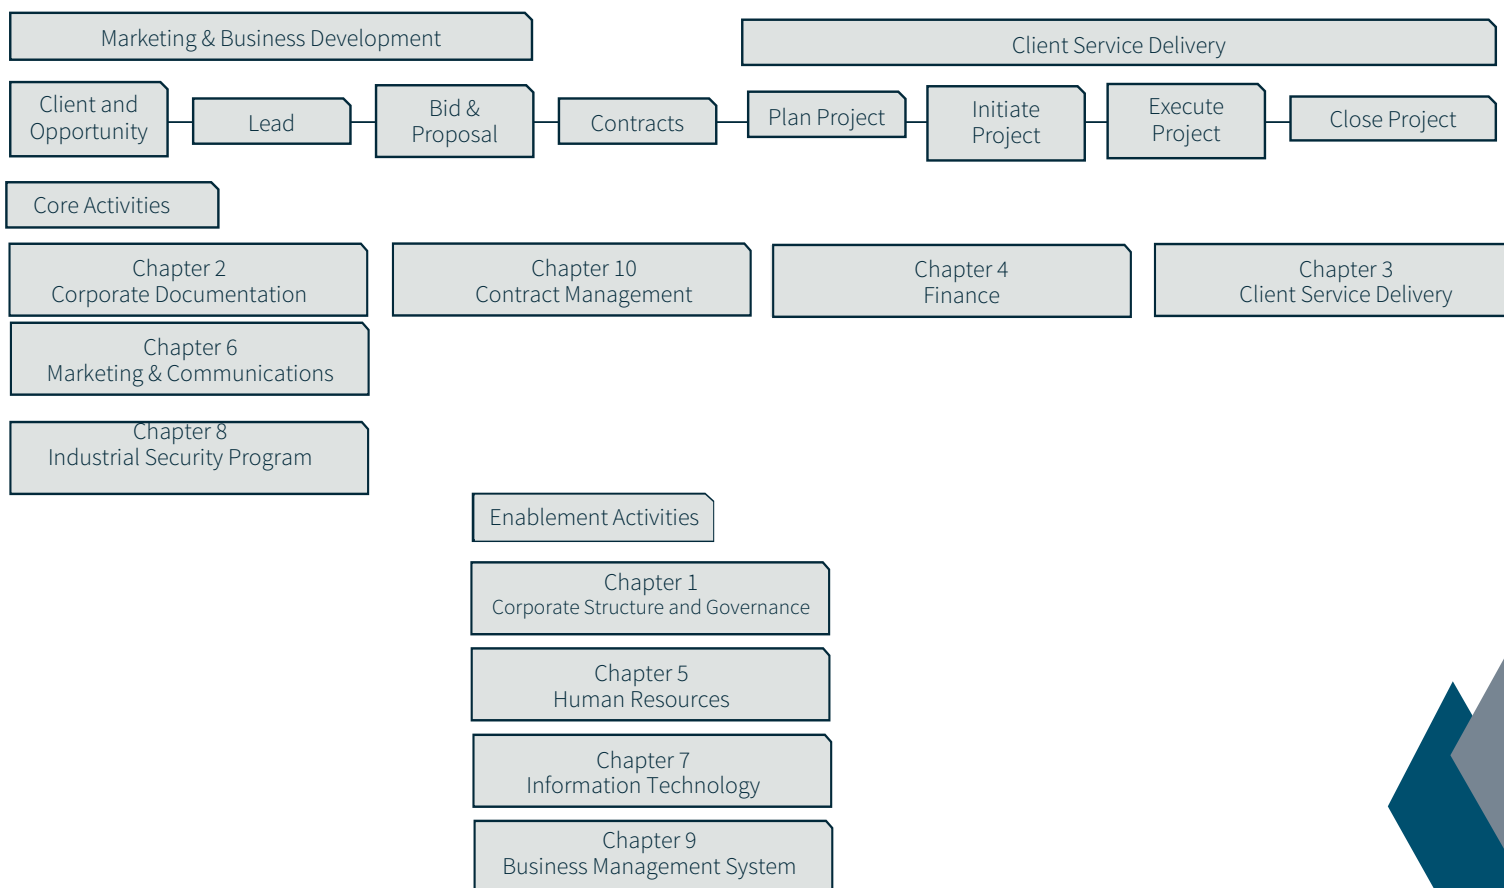 Marketing & Business Development
Client Service Delivery
Client and
Opportunity
Lead
Bid &
Proposal
Contracts
Plan Project
Initiate
Project
Execute
Project
Close Project
Core Activities
Chapter 2
Corporate Documentation
Chapter 10
Contract Management
Chapter 4
Finance
Chapter 3
Client Service Delivery
Chapter 6
Marketing & Communications
Chapter 8
Industrial Security Program
Enablement Activities
Chapter 1
Corporate Structure and Governance
Chapter 5
Human Resources
Chapter 7
Information Technology
Chapter 9
Business Management System